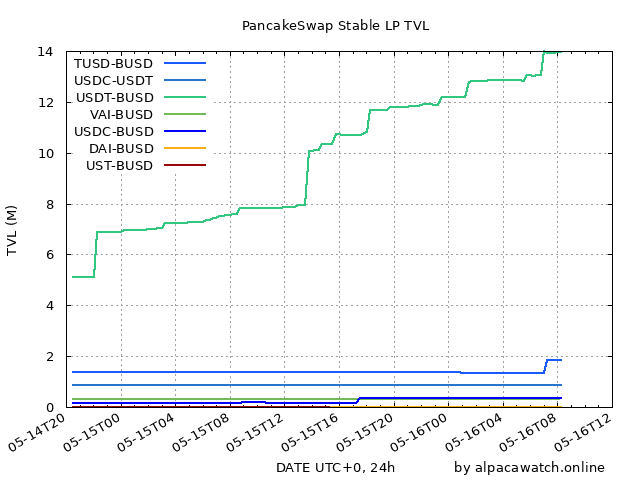 PancakeSwap Stable LP TVL
TUSD-BUSD
USDC-USDT
USDT-BUSD
VAI-BUSD
USDC-BUSD
DAI-BUSD
UST-BUSD
14
12
10
8
6
4
2
0
TVL (M)
05-14T20
05-15T00
05-15T04
05-15T08
05-15T12
05-15T16
05-15T20
05-16T00
05-16T04
05-16T08
05-16T12
DATE UTC+0, 24h
by alpacawatch.online